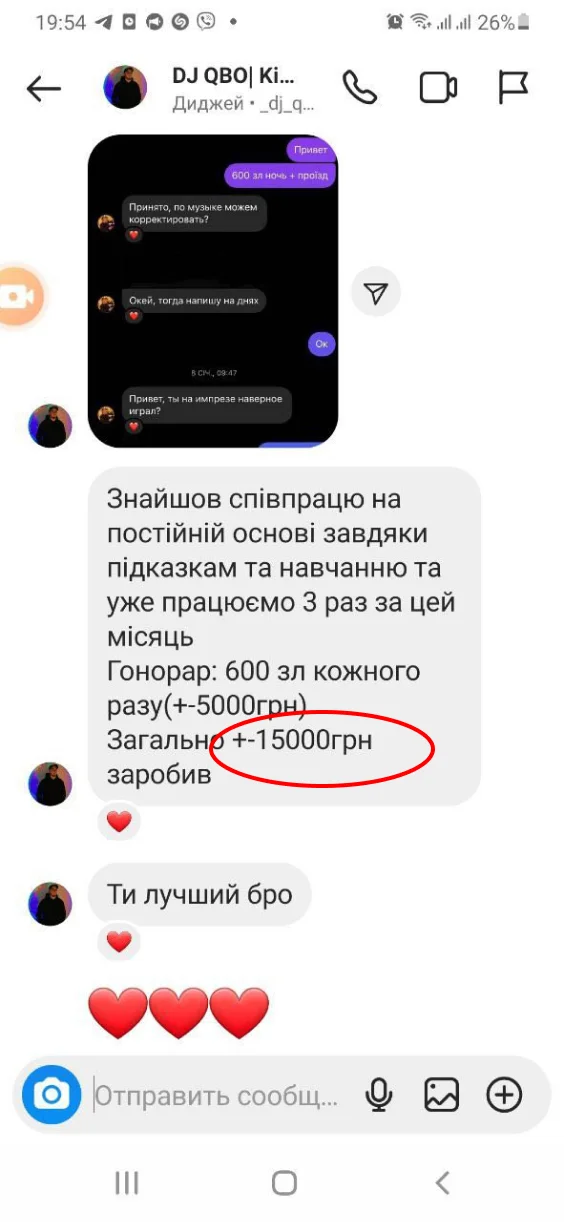 19:54
26%
DJ QBO| Ki...
Диджей • _dj_q...
Привет
600 зл ночь + проїзд
Принято, по музыке можем
корректировать?
Окей, тогда напишу на днях
Ок
5 СІЧ., 09:47
Привет, ты на импрезе наверное
играл?
Знайшов співпрацю на
постійній основі завдяки
підказкам та навчанню та
уже працюємо 3 раз за цей
місяць
Гонорар: 600 зл кожного
разу(+-5000грн)
Загально +-15000грн
заробив
Ти лучший бро
Отправить сообщ...